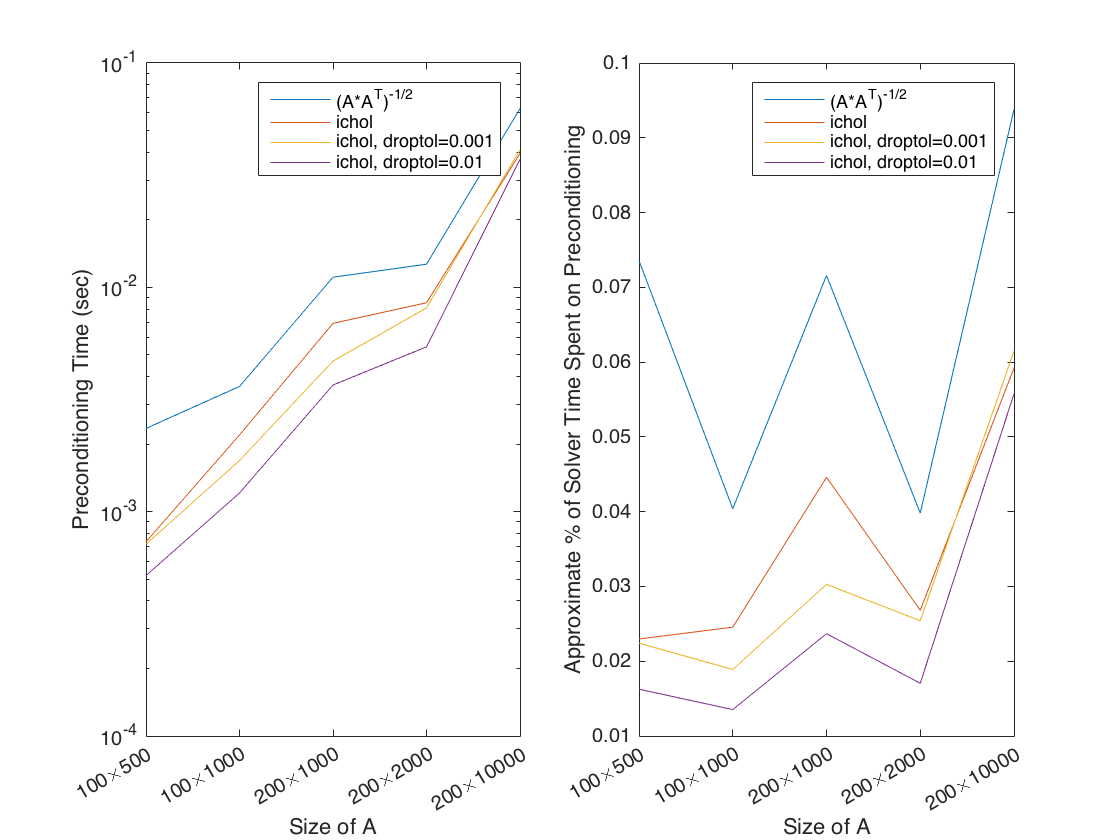 10^-1
10^-2
10^-3
10^-4
Preconditioning Time (sec)
(A*A^T)^-1/2
ichol
ichol, droptol=0.001
ichol, droptol=0.01
100×500
100×1000
200×1000
200×2000
200×10000
Size of A
0.1
0.09
0.08
0.07
0.06
0.05
0.04
0.03
0.02
0.01
Approximate % of Solver Time Spent on Preconditioning
(A*A^T)^-1/2
ichol
ichol, droptol=0.001
ichol, droptol=0.01
100×500
100×1000
200×1000
200×2000
200×10000
Size of A